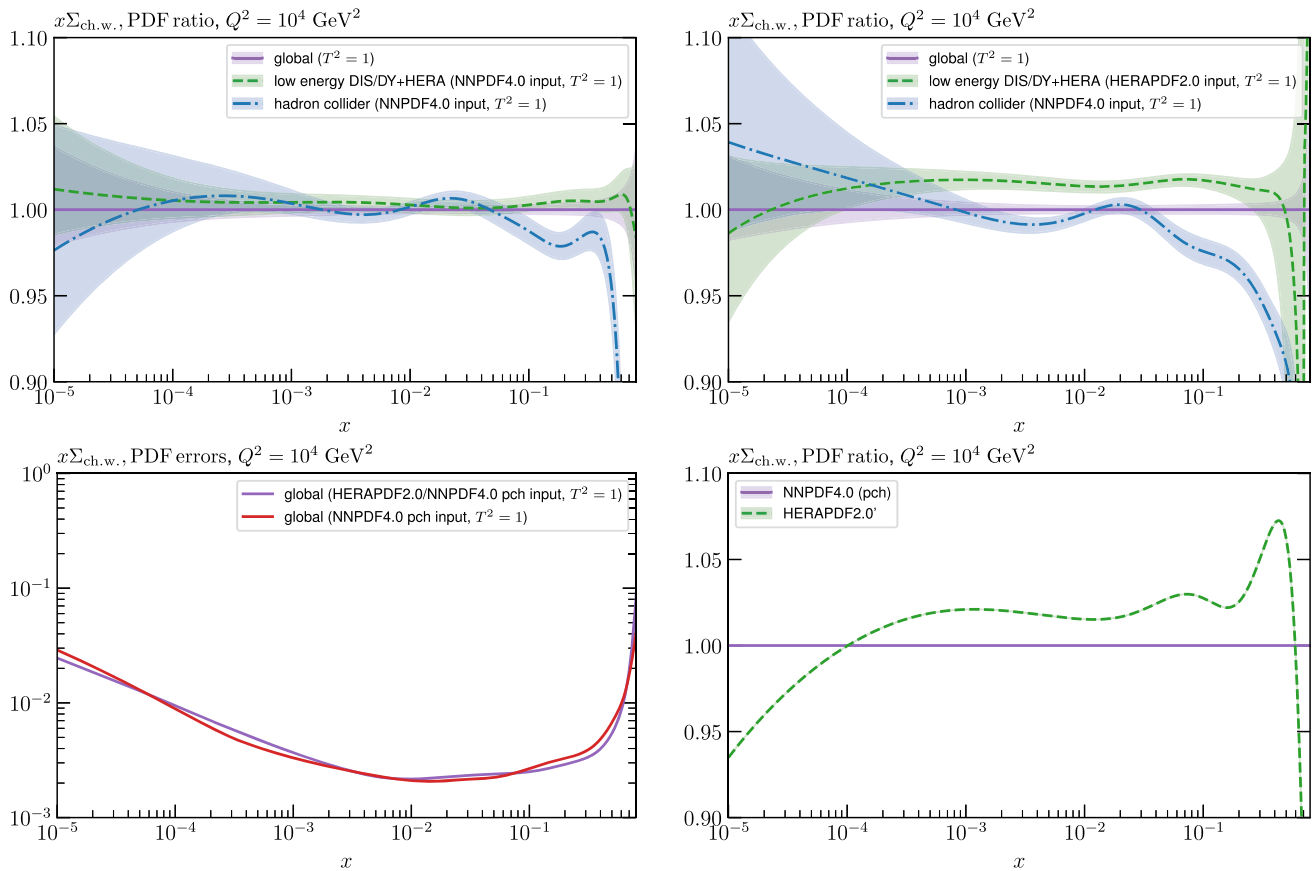 xΣch.w., PDF ratio, Q² = 10⁴ GeV²
1.10
1.05
1.00
0.95
0.90
global (T² = 1)
low energy DIS/DY+HERA (NNPDF4.0 input, T² = 1)
hadron collider (NNPDF4.0 input, T² = 1)
10⁻⁵ 10⁻⁴ 10⁻³ 10⁻² 10⁻¹
x
xΣch.w., PDF ratio, Q² = 10⁴ GeV²
1.10
1.05
1.00
0.95
0.90
global (T² = 1)
low energy DIS/DY+HERA (HERAPDF2.0 input, T² = 1)
hadron collider (NNPDF4.0 input, T² = 1)
10⁻⁵ 10⁻⁴ 10⁻³ 10⁻² 10⁻¹
x
xΣch.w., PDF errors, Q² = 10⁴ GeV²
10⁰
10⁻¹
10⁻²
10⁻³
global (HERAPDF2.0/NNPDF4.0 pch input, T² = 1)
global (NNPDF4.0 pch input, T² = 1)
10⁻⁵ 10⁻⁴ 10⁻³ 10⁻² 10⁻¹
x
xΣch.w., PDF ratio, Q² = 10⁴ GeV²
1.10
1.05
1.00
0.95
0.90
NNPDF4.0 (pch)
HERAPDF2.0'
10⁻⁵ 10⁻⁴ 10⁻³ 10⁻² 10⁻¹
x